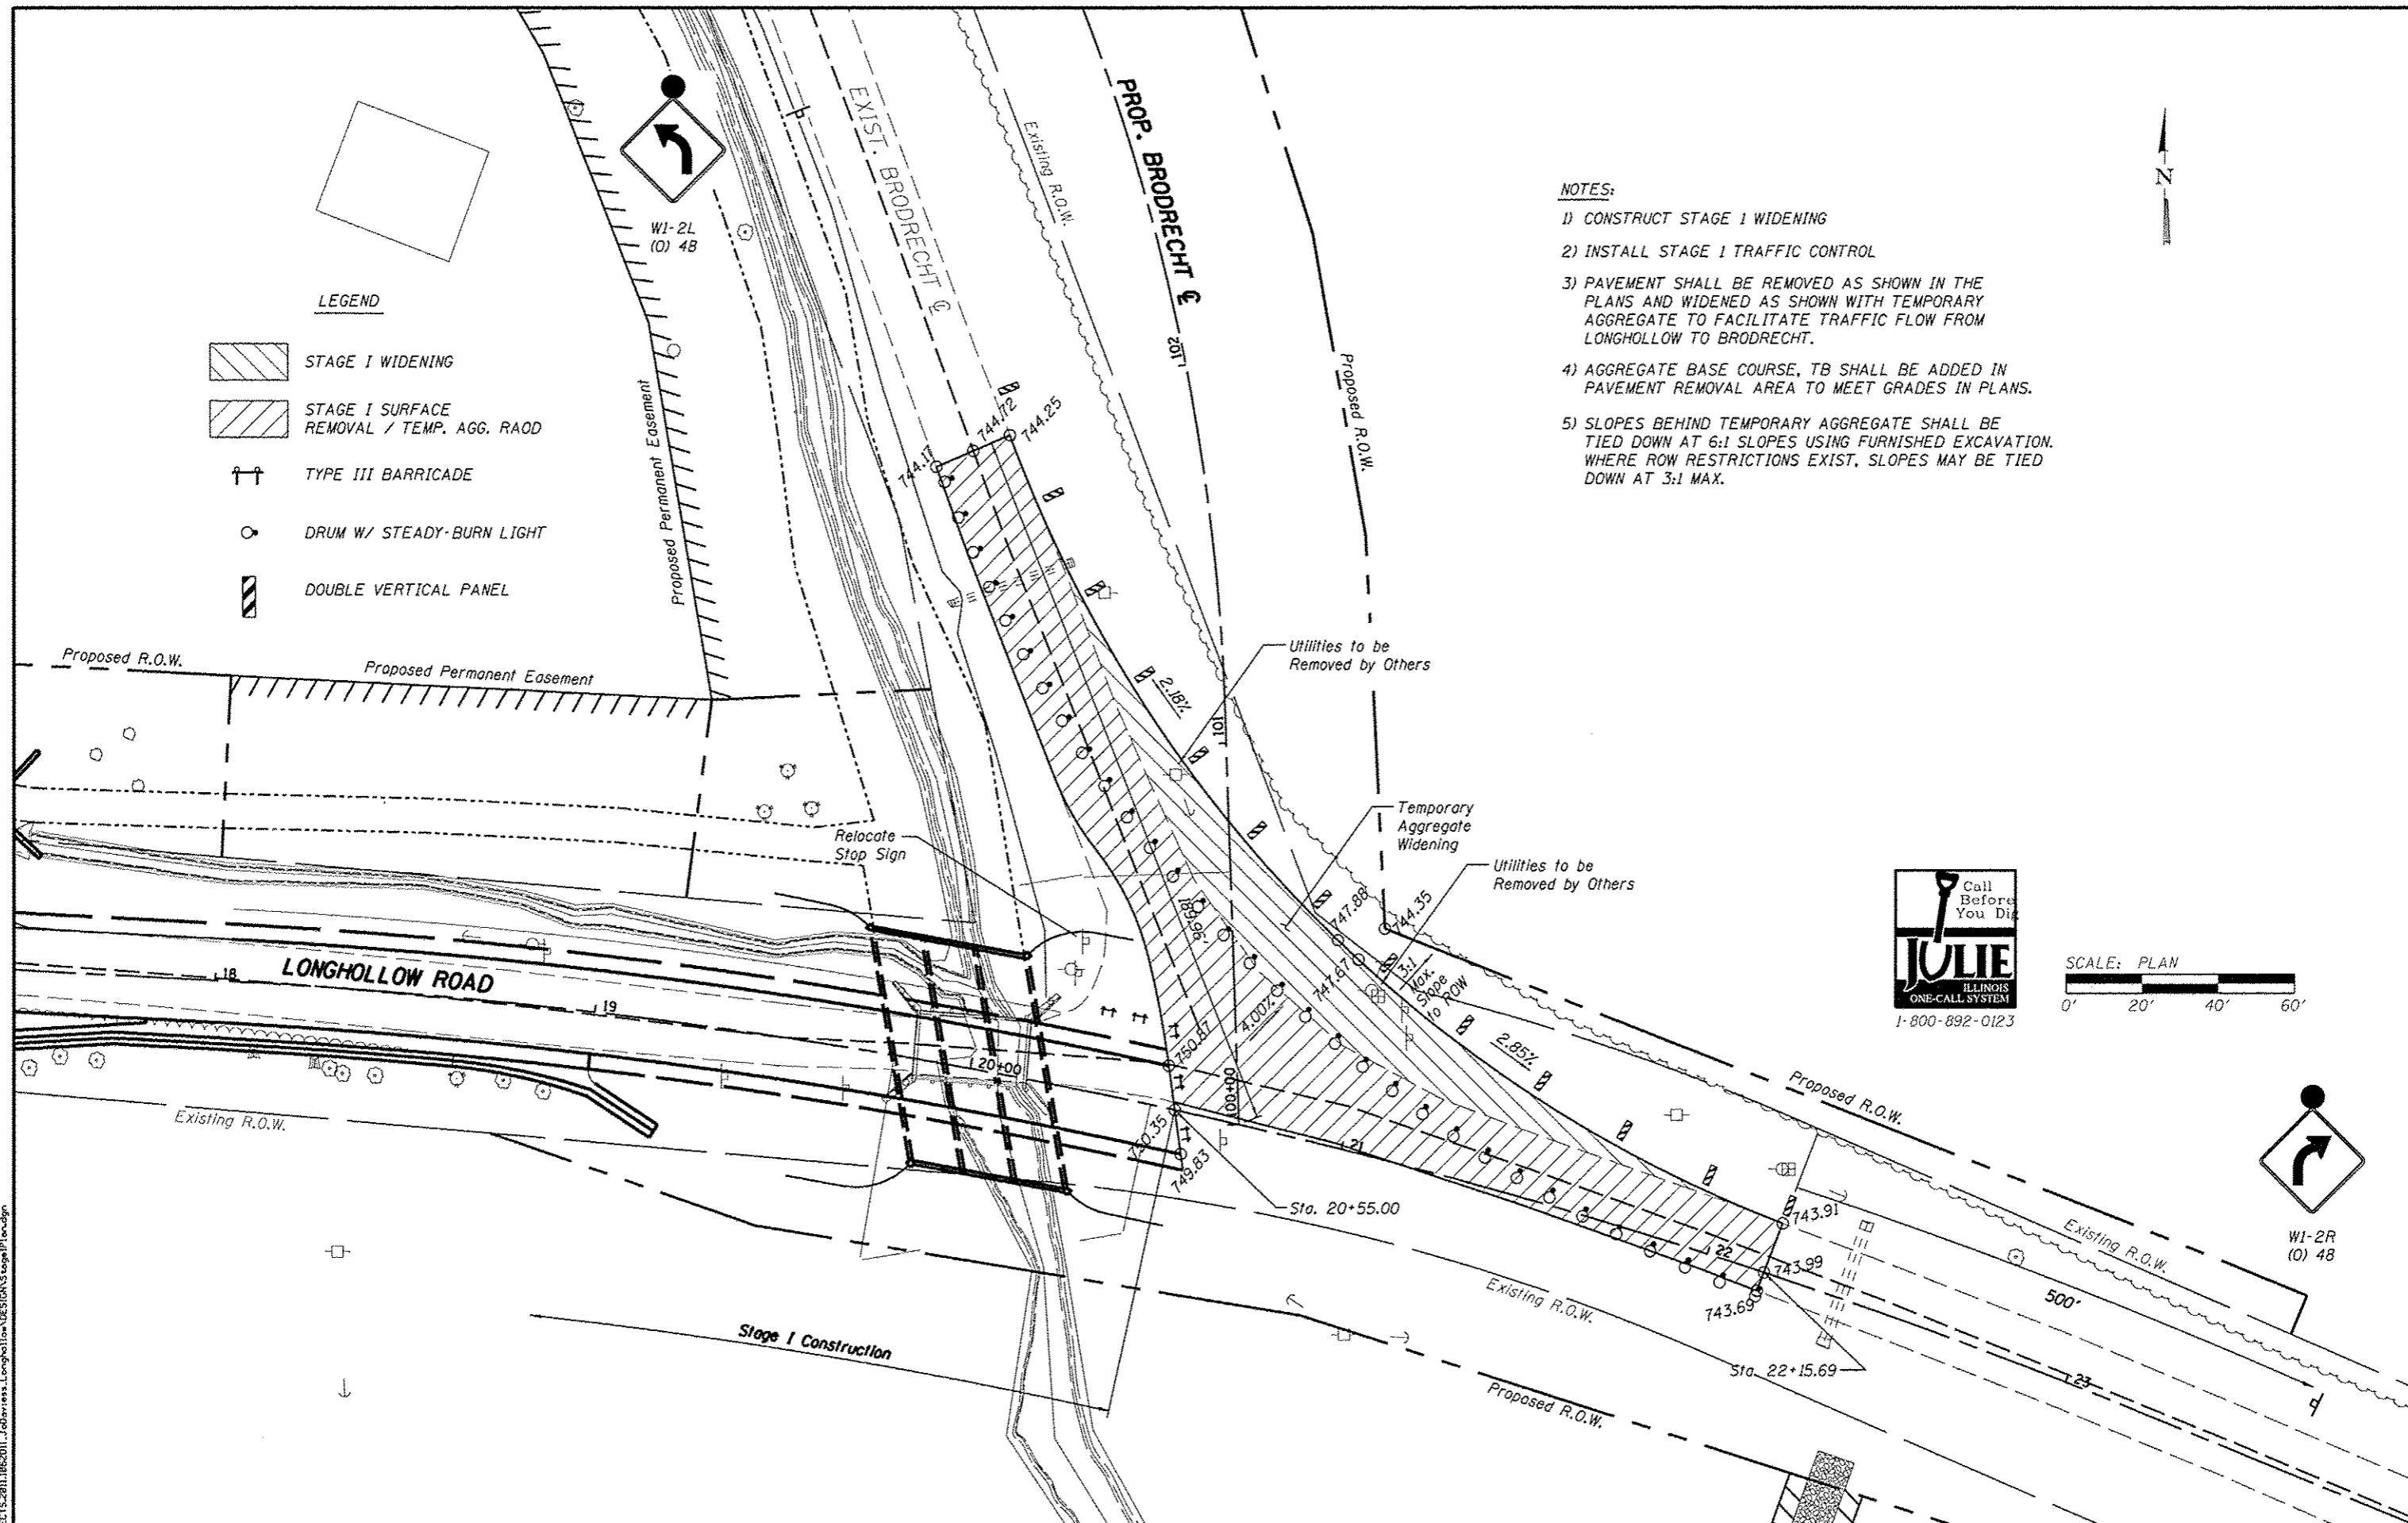 W1-2L
(O) 48
LEGEND
STAGE I WIDENING
STAGE I SURFACE
REMOVAL / TEMP. AGG. RAOD
TYPE III BARRICADE
DRUM W/ STEADY-BURN LIGHT
DOUBLE VERTICAL PANEL
EXIST. BRODRECHT ℄
Existing R.O.W.
PROP. BRODRECHT ℄
102
Proposed R.O.W.
NOTES:
1) CONSTRUCT STAGE 1 WIDENING
2) INSTALL STAGE 1 TRAFFIC CONTROL
3) PAVEMENT SHALL BE REMOVED AS SHOWN IN THE
PLANS AND WIDENED AS SHOWN WITH TEMPORARY
AGGREGATE TO FACILITATE TRAFFIC FLOW FROM
LONGHOLLOW TO BRODRECHT.
4) AGGREGATE BASE COURSE, TB SHALL BE ADDED IN
PAVEMENT REMOVAL AREA TO MEET GRADES IN PLANS.
5) SLOPES BEHIND TEMPORARY AGGREGATE SHALL BE
TIED DOWN AT 6:1 SLOPES USING FURNISHED EXCAVATION.
WHERE ROW RESTRICTIONS EXIST, SLOPES MAY BE TIED
DOWN AT 3:1 MAX.
N
Proposed Permanent Easement
744.17
744.72
744.25
Proposed R.O.W.
Proposed Permanent Easement
Utilities to be
Removed by Others
2.18%
101
Temporary
Aggregate
Widening
Relocate
Stop Sign
Utilities to be
Removed by Others
189.96'
747.88
744.35
747.67
3:1
Max.
Slope
to ROW
4.00%
2.85%
Call
Before
You Dig
JULIE
ILLINOIS
ONE-CALL SYSTEM
1-800-892-0123
SCALE: PLAN
0' 20' 40' 60'
18
LONGHOLLOW ROAD
19
20+00
750.87
100+00
750.35
749.83
21
Existing R.O.W.
Proposed R.O.W.
Sta. 20+55.00
743.91
22
743.99
743.69
Existing R.O.W.
Existing R.O.W.
500'
W1-2R
(O) 48
Stage I Construction
Sta. 22+15.69
23
Proposed R.O.W.